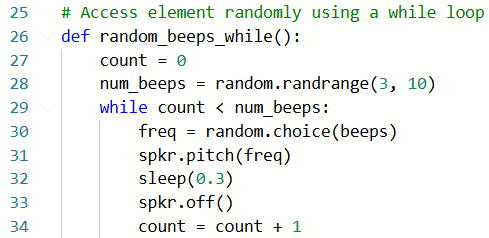 25 # Access element randomly using a while loop
26 def random_beeps_while():
27     count = 0
28     num_beeps = random.randrange(3, 10)
29     while count < num_beeps:
30         freq = random.choice(beeps)
31         spkr.pitch(freq)
32         sleep(0.3)
33         spkr.off()
34         count = count + 1